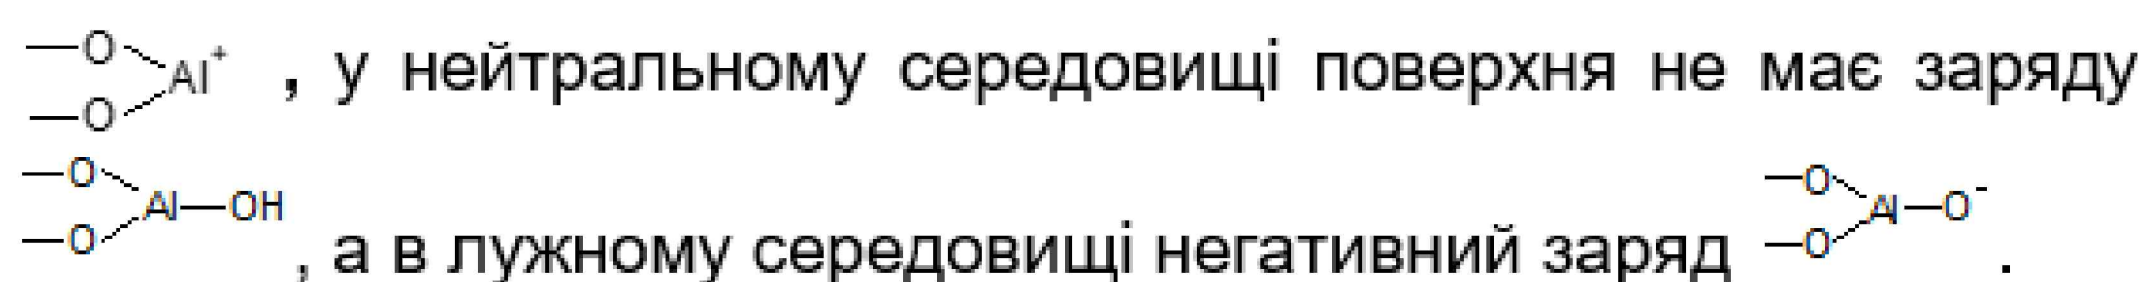 —O
Al⁺ , у нейтральному середовищі поверхня не має заряду
—O
—O
Al—OH , а в лужному середовищі негативний заряд —O Al—O⁻ .
—O —O